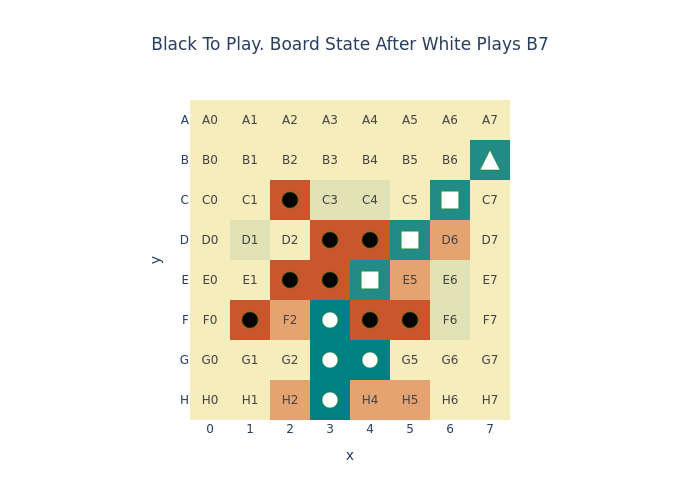 Black To Play. Board State After White Plays B7
A A0 A1 A2 A3 A4 A5 A6 A7
B B0 B1 B2 B3 B4 B5 B6
C C0 C1 C3 C4 C5 C7
D D0 D1 D2 D6 D7
E E0 E1 E5 E6 E7
F F0 F2 F6 F7
G G0 G1 G2 G5 G6 G7
H H0 H1 H2 H4 H5 H6 H7
0 1 2 3 4 5 6 7
x
y